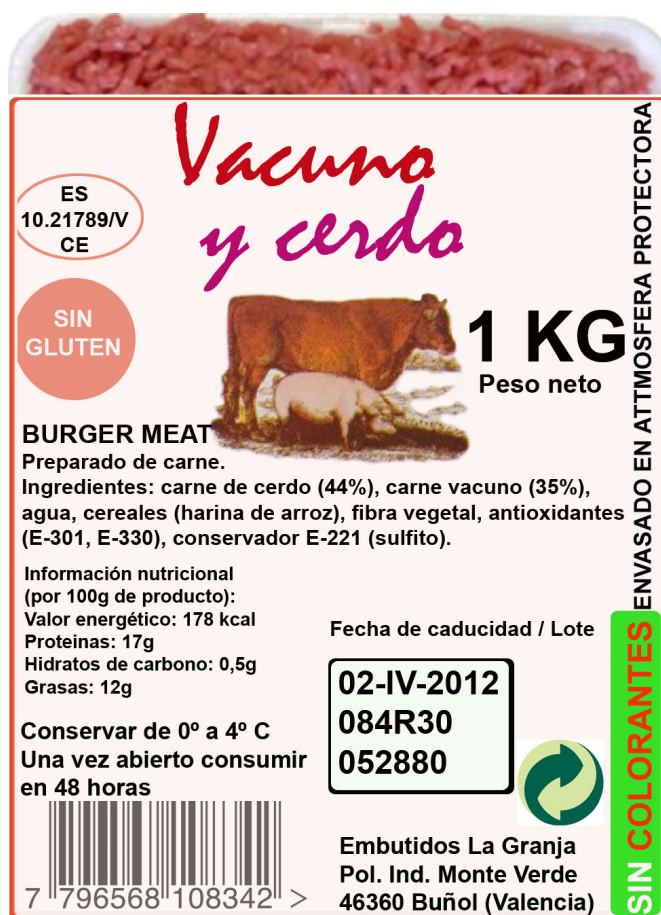 Vacuno
y cerdo
ES
10.21789/V
CE
SIN
GLUTEN
1 KG
Peso neto
BURGER MEAT
Preparado de carne.
Ingredientes: carne de cerdo (44%), carne vacuno (35%),
agua, cereales (harina de arroz), fibra vegetal, antioxidantes
(E-301, E-330), conservador E-221 (sulfito).
Información nutricional
(por 100g de producto):
Valor energético: 178 kcal
Proteinas: 17g
Hidratos de carbono: 0,5g
Grasas: 12g
Fecha de caducidad / Lote
02-IV-2012
084R30
052880
Conservar de 0º a 4º C
Una vez abierto consumir
en 48 horas
7 796568 108342 >
Embutidos La Granja
Pol. Ind. Monte Verde
46360 Buñol (Valencia)
SIN COLORANTES ENVASADO EN ATTMOSFERA PROTECTORA